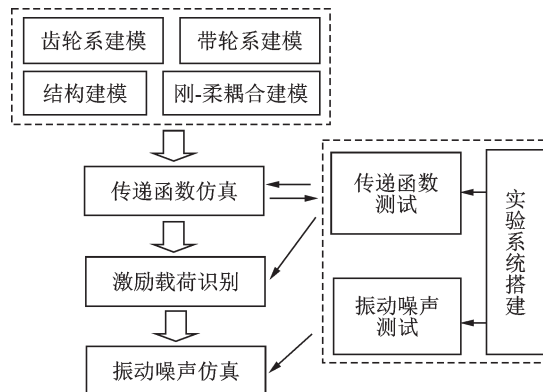 齿轮系建模
带轮系建模
结构建模
刚-柔耦合建模
传递函数仿真
传递函数
测试
激励载荷识别
振动噪声
测试
振动噪声仿真
实验系统搭建